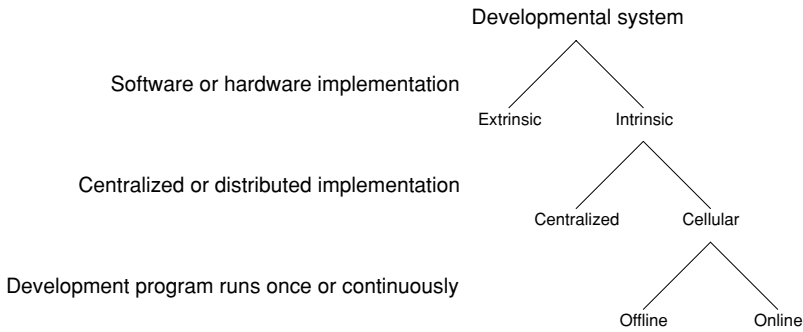 Developmental system
Software or hardware implementation
Extrinsic
Intrinsic
Centralized or distributed implementation
Centralized
Cellular
Development program runs once or continuously
Offline
Online